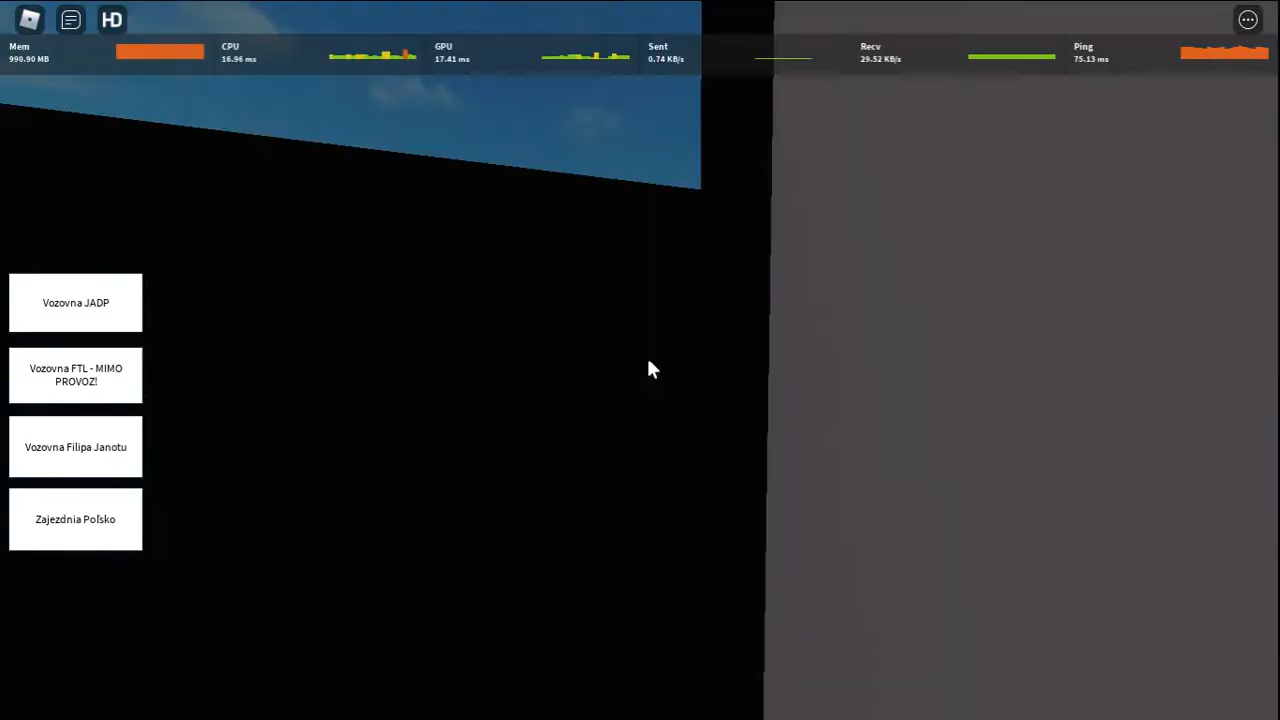 HD
Mem
990.90 MB
CPU
16.96 ms
GPU
17.41 ms
Sent
0.74 KB/s
Recv
29.52 KB/s
Ping
75.13 ms
Vozovna JADP
Vozovna FTL - MIMO
PROVOZ!
Vozovna Filipa Janotu
Zajezdnia Poľsko